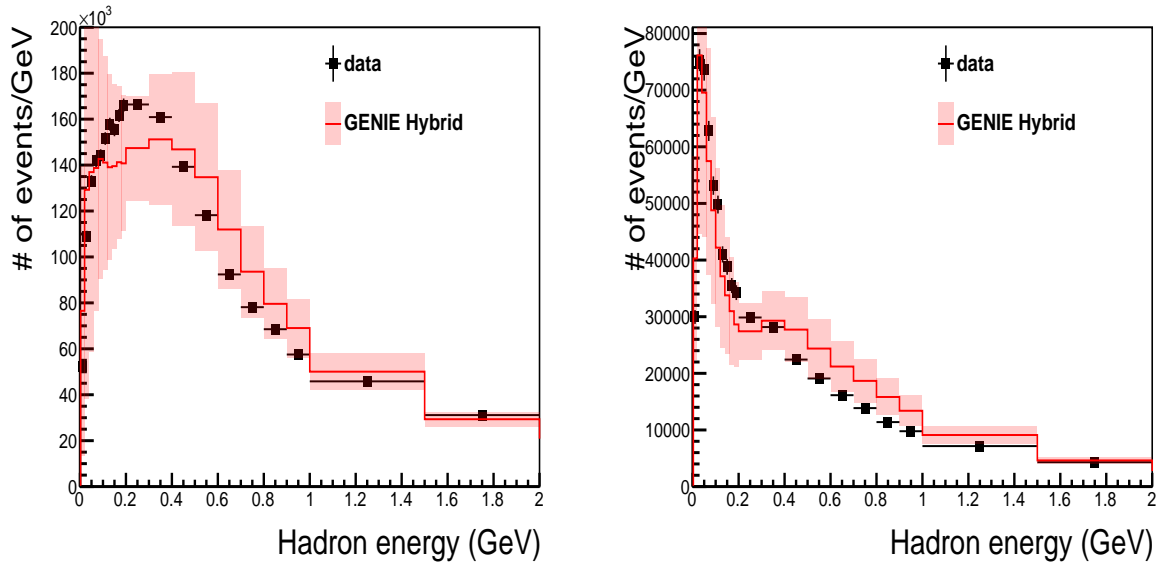 ×10³
200
180
160
140
120
100
80
60
40
20
0
# of events/GeV
data
GENIE Hybrid
0 0.2 0.4 0.6 0.8 1 1.2 1.4 1.6 1.8 2
Hadron energy (GeV)
80000
70000
60000
50000
40000
30000
20000
10000
0
# of events/GeV
data
GENIE Hybrid
0 0.2 0.4 0.6 0.8 1 1.2 1.4 1.6 1.8 2
Hadron energy (GeV)